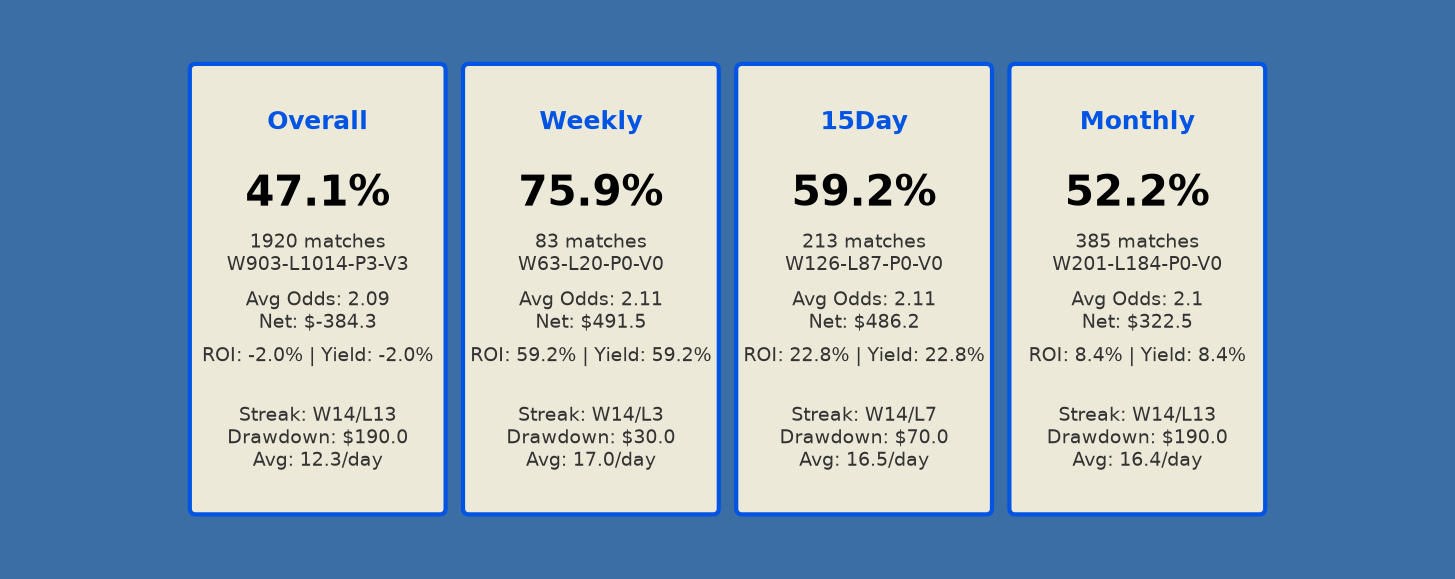 Overall
47.1%
1920 matches
W903-L1014-P3-V3
Avg Odds: 2.09
Net: $-384.3
ROI: -2.0% | Yield: -2.0%
Streak: W14/L13
Drawdown: $190.0
Avg: 12.3/day
Weekly
75.9%
83 matches
W63-L20-P0-V0
Avg Odds: 2.11
Net: $491.5
ROI: 59.2% | Yield: 59.2%
Streak: W14/L3
Drawdown: $30.0
Avg: 17.0/day
15Day
59.2%
213 matches
W126-L87-P0-V0
Avg Odds: 2.11
Net: $486.2
ROI: 22.8% | Yield: 22.8%
Streak: W14/L7
Drawdown: $70.0
Avg: 16.5/day
Monthly
52.2%
385 matches
W201-L184-P0-V0
Avg Odds: 2.1
Net: $322.5
ROI: 8.4% | Yield: 8.4%
Streak: W14/L13
Drawdown: $190.0
Avg: 16.4/day